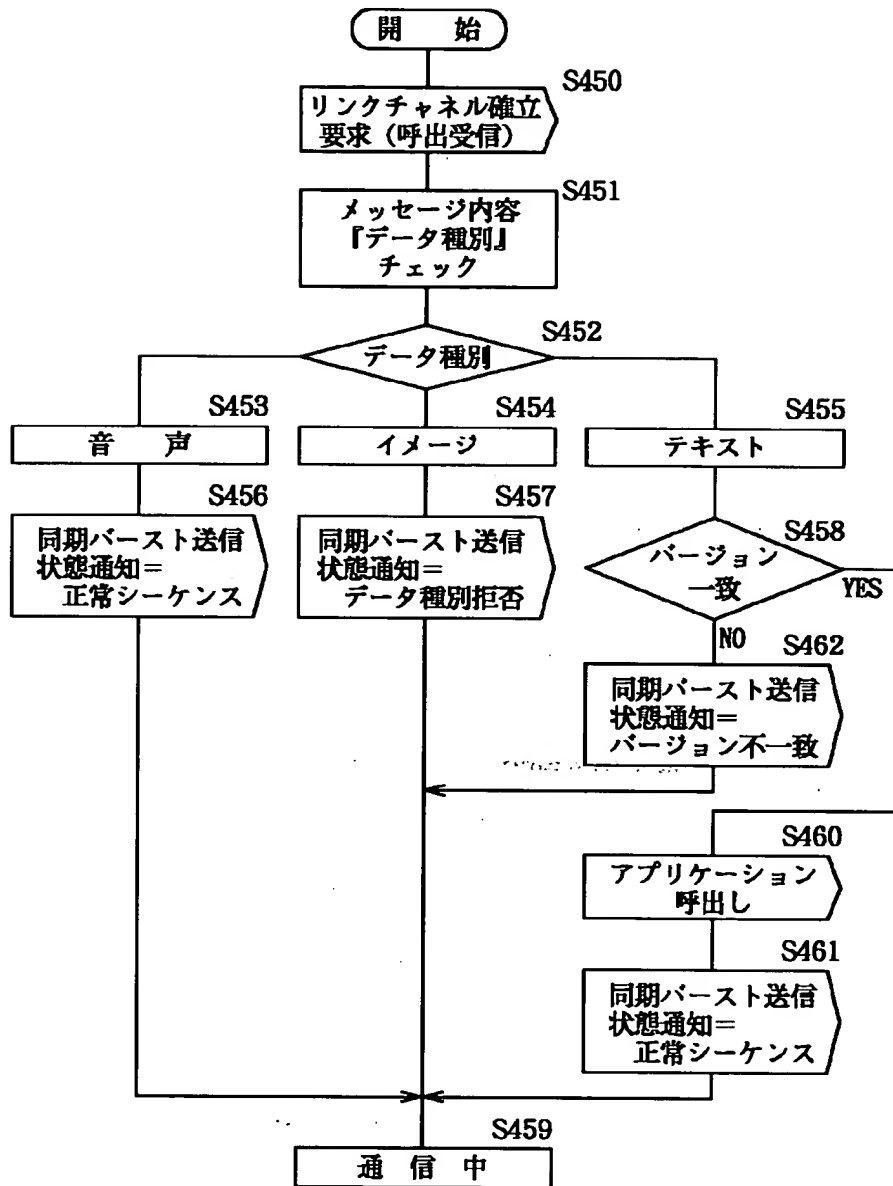 開 始
S450
リンクチャネル確立
要求（呼出受信）
S451
メッセージ内容
『データ種別』
チェック
S452
データ種別
S453
音 声
S454
イメージ
S455
テキスト
S456
同期バースト送信
状態通知＝
正常シーケンス
S457
同期バースト送信
状態通知＝
データ種別拒否
S458
バージョン
一致
YES
NO
S462
同期バースト送信
状態通知＝
バージョン不一致
S460
アプリケーション
呼出し
S461
同期バースト送信
状態通知＝
正常シーケンス
S459
通 信 中